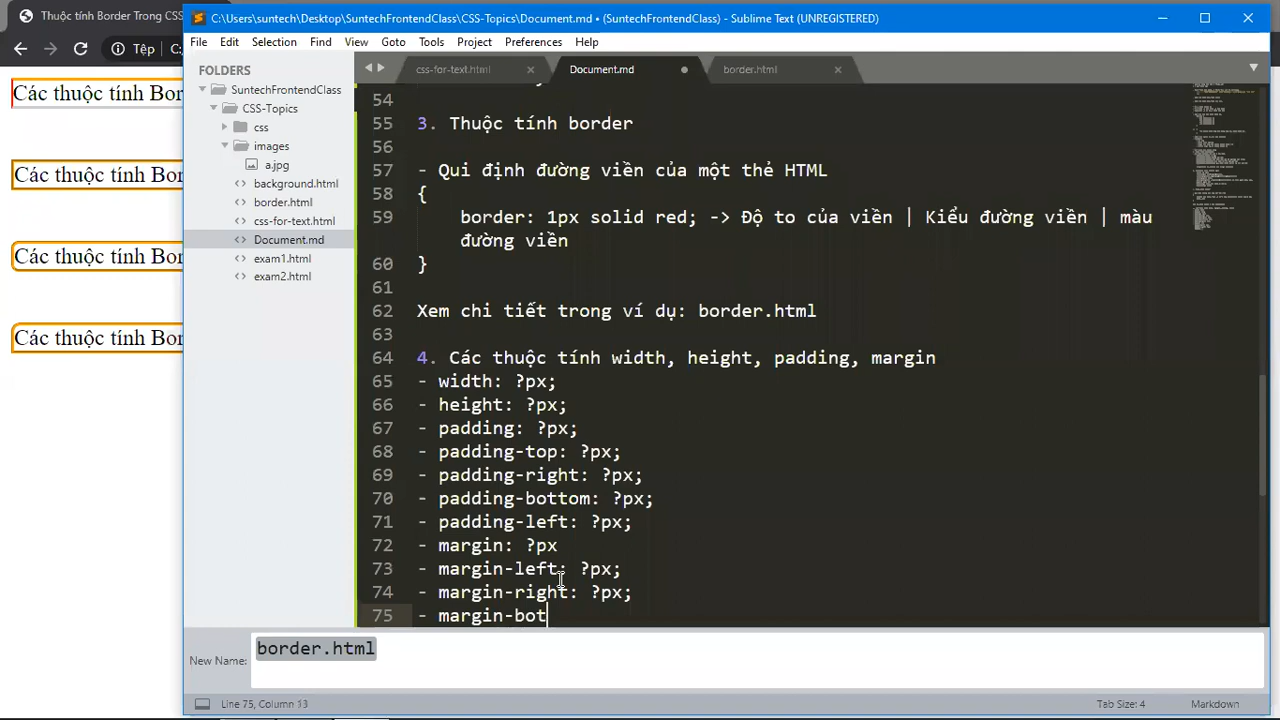 Thuộc tính Border Trong CSS
C:\Users\suntech\Desktop\SuntechFrontendClass\CSS-Topics\Document.md • (SuntechFrontendClass) - Sublime Text (UNREGISTERED)
File Edit Selection Find View Goto Tools Project Preferences Help
Tệp C:
FOLDERS
SuntechFrontendClass
CSS-Topics
css
images
a.jpg
background.html
border.html
css-for-text.html
Document.md
exam1.html
exam2.html
css-for-text.html Document.md border.html
Các thuộc tính Bor
Các thuộc tính Bor
Các thuộc tính Bor
Các thuộc tính Bor
54
55 3. Thuộc tính border
56
57 - Qui định đường viền của một thẻ HTML
58 {
59 border: 1px solid red; -> Độ to của viền | Kiểu đường viền | màu
đường viền
60 }
61
62 Xem chi tiết trong ví dụ: border.html
63
64 4. Các thuộc tính width, height, padding, margin
65 - width: ?px;
66 - height: ?px;
67 - padding: ?px;
68 - padding-top: ?px;
69 - padding-right: ?px;
70 - padding-bottom: ?px;
71 - padding-left: ?px;
72 - margin: ?px
73 - margin-left: ?px;
74 - margin-right: ?px;
75 - margin-bot
New Name: border.html
Line 75, Column 13 Tab Size: 4 Markdown